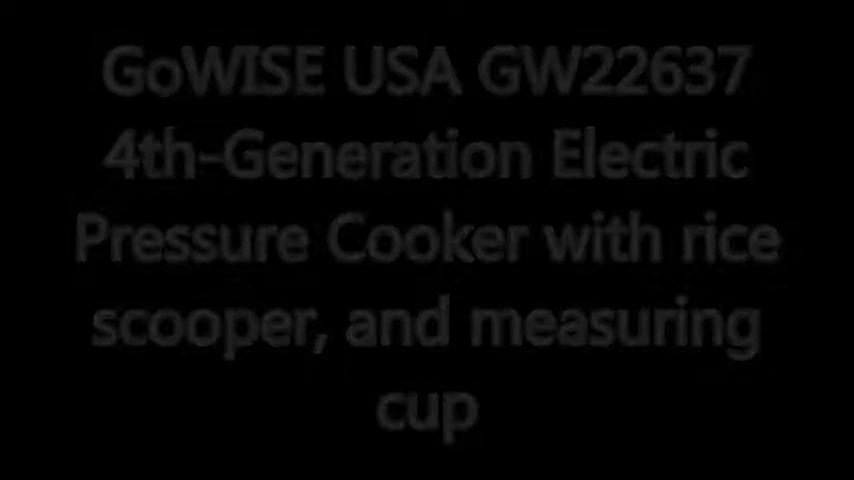 GoWISE USA GW22637
4th-Generation Electric
Pressure Cooker with rice
scooper, and measuring
cup